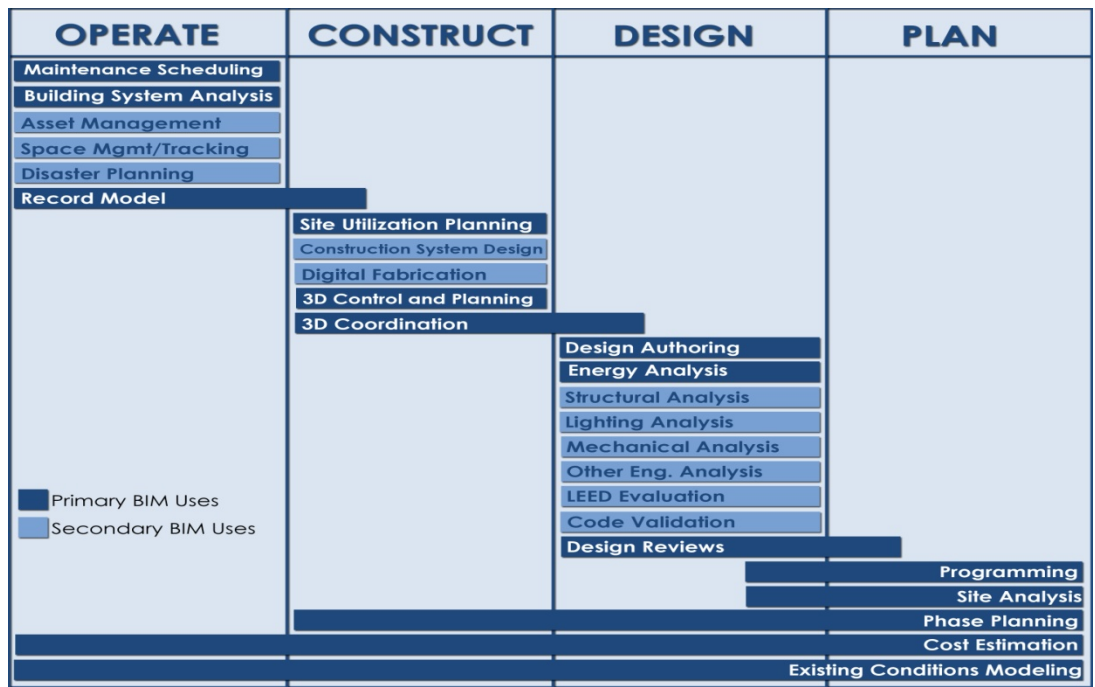 OPERATE CONSTRUCT DESIGN PLAN
Maintenance Scheduling
Building System Analysis
Asset Management
Space Mgmt/Tracking
Disaster Planning
Record Model
Site Utilization Planning
Construction System Design
Digital Fabrication
3D Control and Planning
3D Coordination
Design Authoring
Energy Analysis
Structural Analysis
Lighting Analysis
Mechanical Analysis
Other Eng. Analysis
LEED Evaluation
Code Validation
Design Reviews
Primary BIM Uses
Secondary BIM Uses
Programming
Site Analysis
Phase Planning
Cost Estimation
Existing Conditions Modeling